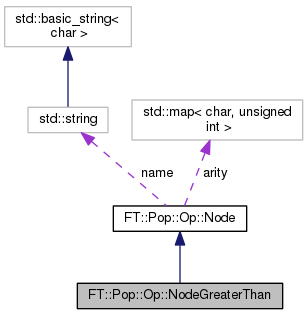 std::basic_string<
char >
std::string
std::map< char, unsigned
int >
name
arity
FT::Pop::Op::Node
FT::Pop::Op::NodeGreaterThan